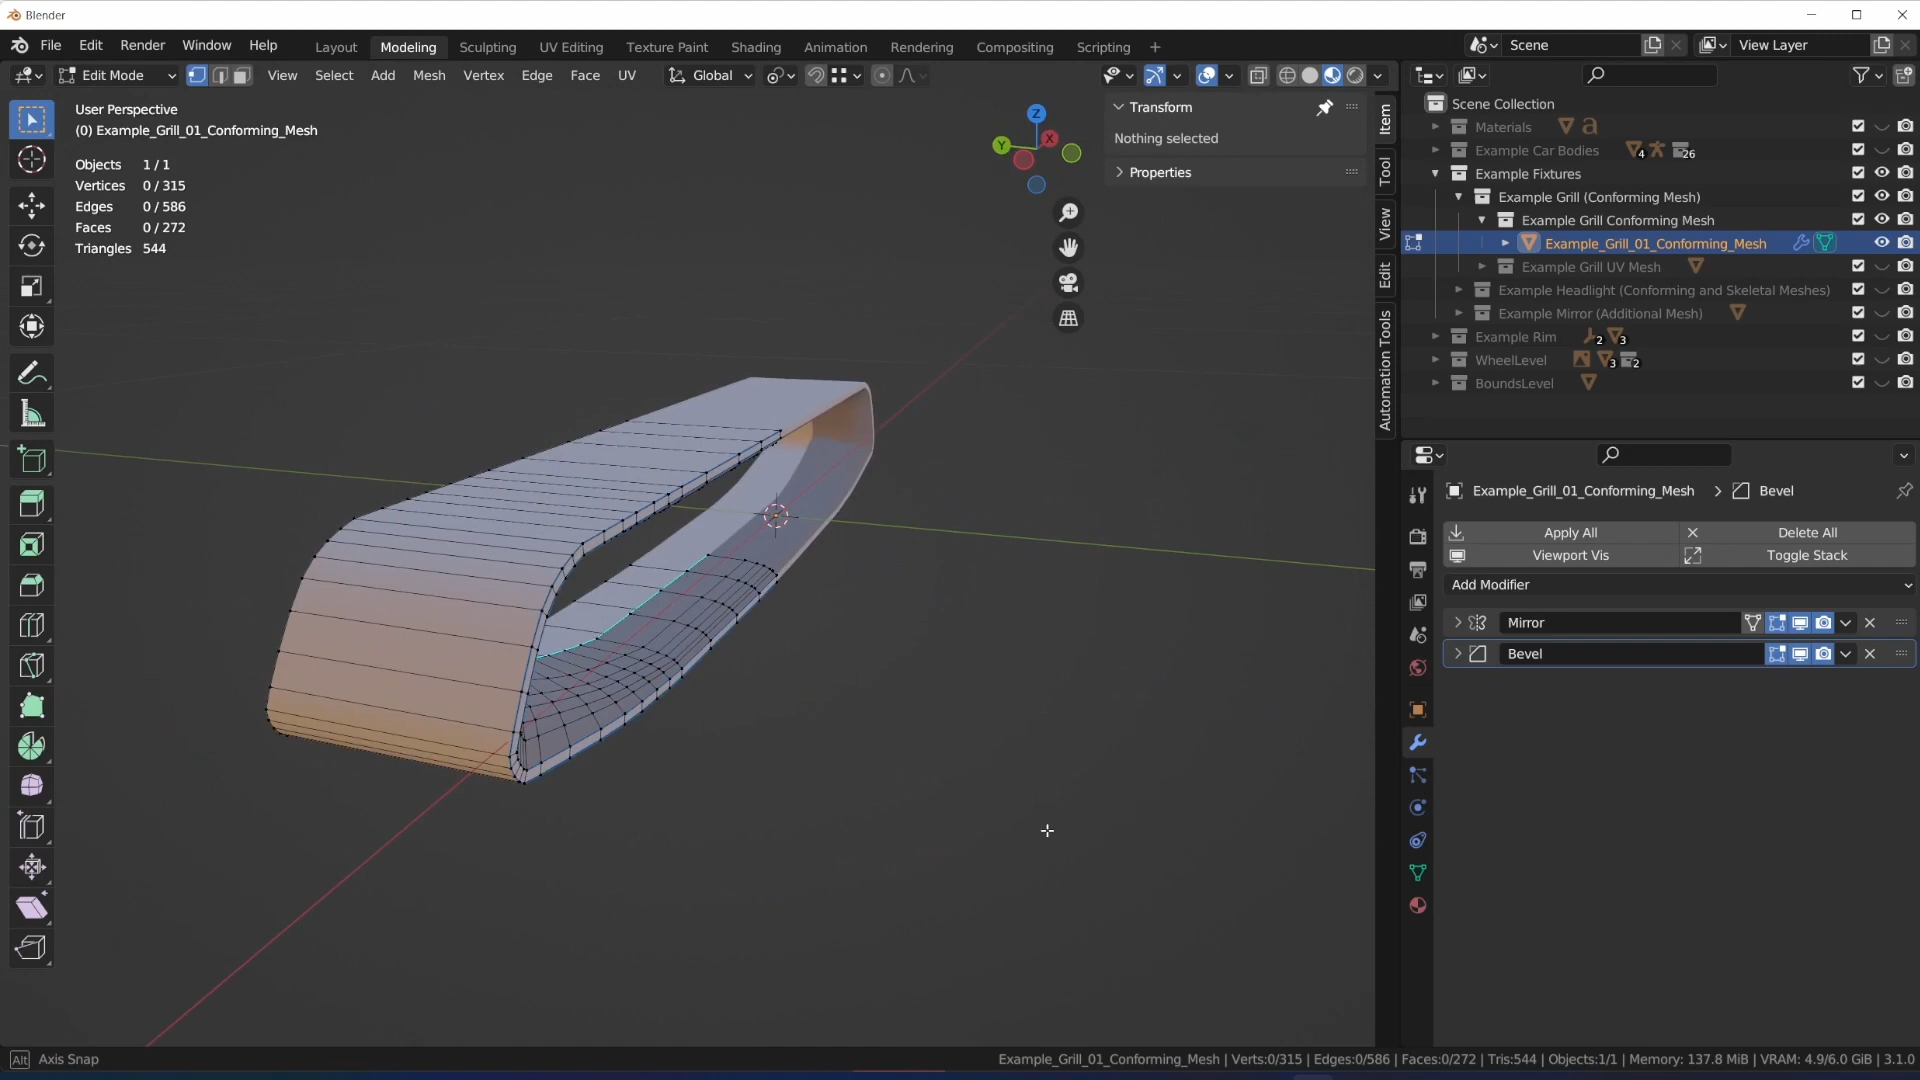 Blender
File Edit Render Window Help
Layout Modeling Sculpting UV Editing Texture Paint Shading Animation Rendering Compositing Scripting +
Scene
View Layer
Edit Mode
View Select Add Mesh Vertex Edge Face UV
Global
User Perspective
(0) Example_Grill_01_Conforming_Mesh
Objects 1 / 1
Vertices 0 / 315
Edges 0 / 586
Faces 0 / 272
Triangles 544
Z
X
Y
Transform
Nothing selected
Properties
Item
Tool
View
Edit
Automation Tools
Scene Collection
Materials
Example Car Bodies 4 26
Example Fixtures
Example Grill (Conforming Mesh)
Example Grill Conforming Mesh
Example_Grill_01_Conforming_Mesh
Example Grill UV Mesh
Example Headlight (Conforming and Skeletal Meshes)
Example Mirror (Additional Mesh)
Example Rim 2 3
WheelLevel 3 2
BoundsLevel
Example_Grill_01_Conforming_Mesh > Bevel
Apply All
Delete All
Viewport Vis
Toggle Stack
Add Modifier
Mirror
Bevel
Alt Axis Snap
Example_Grill_01_Conforming_Mesh | Verts:0/315 | Edges:0/586 | Faces:0/272 | Tris:544 | Objects:1/1 | Memory: 137.8 MiB | VRAM: 4.9/6.0 GiB | 3.1.0